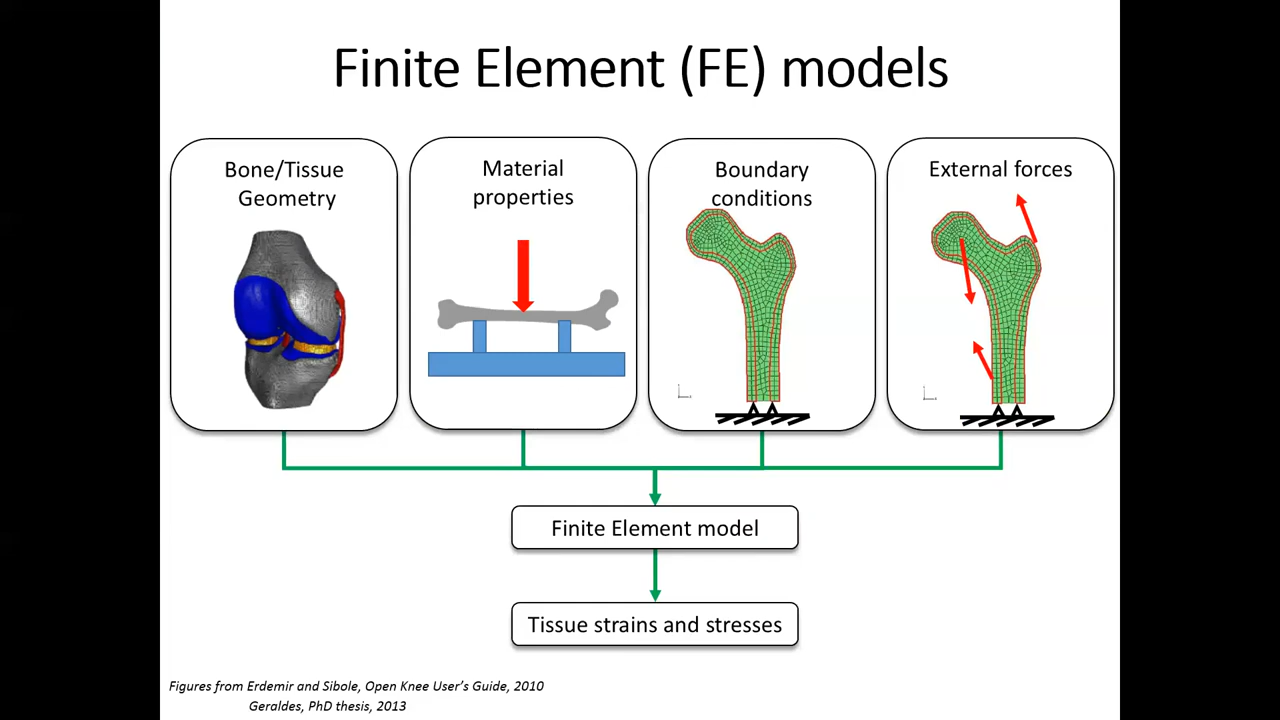 Finite Element (FE) models
Bone/Tissue
Geometry
Material
properties
Boundary
conditions
External forces
Finite Element model
Tissue strains and stresses
Figures from Erdemir and Sibole, Open Knee User’s Guide, 2010
Geraldes, PhD thesis, 2013